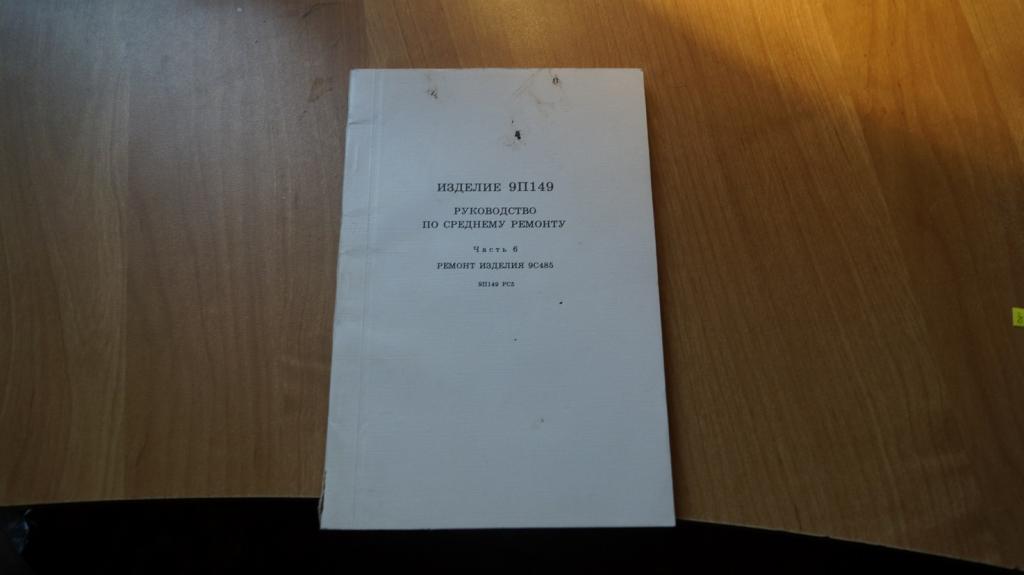 ИЗДЕЛИЕ 9П149
РУКОВОДСТВО
ПО СРЕДНЕМУ РЕМОНТУ
Часть 6
РЕМОНТ ИЗДЕЛИЯ 9С485
9П149 РС5